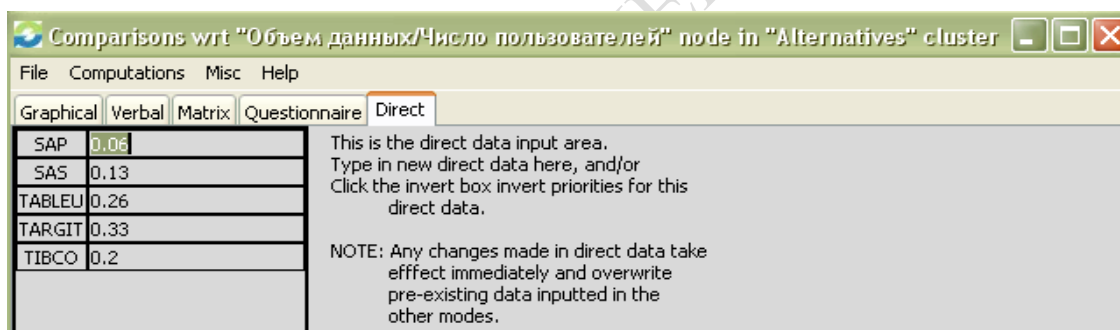 Comparisons wrt "Объем данных/Число пользователей" node in "Alternatives" cluster
File Computations Misc Help
Graphical Verbal Matrix Questionnaire Direct
SAP 0.06
SAS 0.13
TABLEU 0.26
TARGIT 0.33
TIBCO 0.2
This is the direct data input area.
Type in new direct data here, and/or
Click the invert box invert priorities for this
direct data.
NOTE: Any changes made in direct data take
efffect immediately and overwrite
pre-existing data inputted in the
other modes.